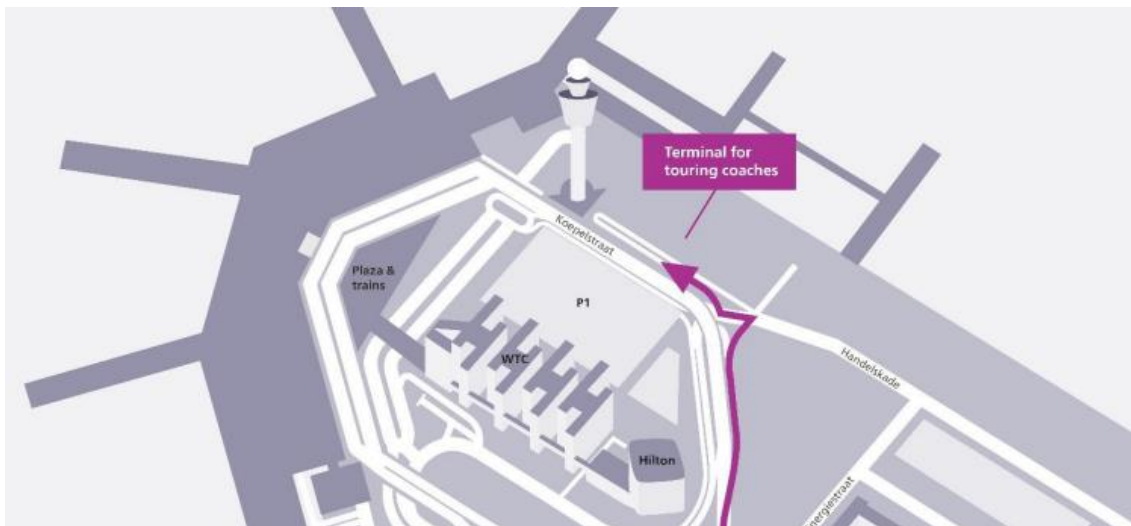 Terminal for
touring coaches
Koepelstraat
Plaza &
trains
P1
WTC
Handelskade
Hilton